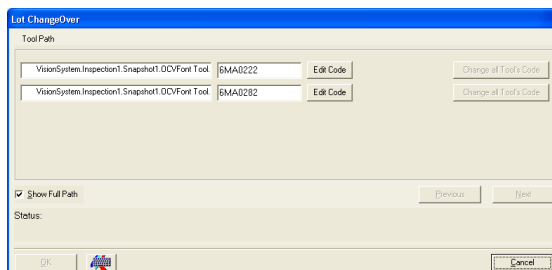 Lot ChangeOver
Tool Path
VisionSystem.Inspection1.Snapshot1.OCVFont Tool. 6MA0222 Edit Code Change all Tool's Code
VisionSystem.Inspection1.Snapshot1.OCVFont Tool. 6MA0282 Edit Code Change all Tool's Code
Show Full Path Previous Next
Status:
OK Cancel